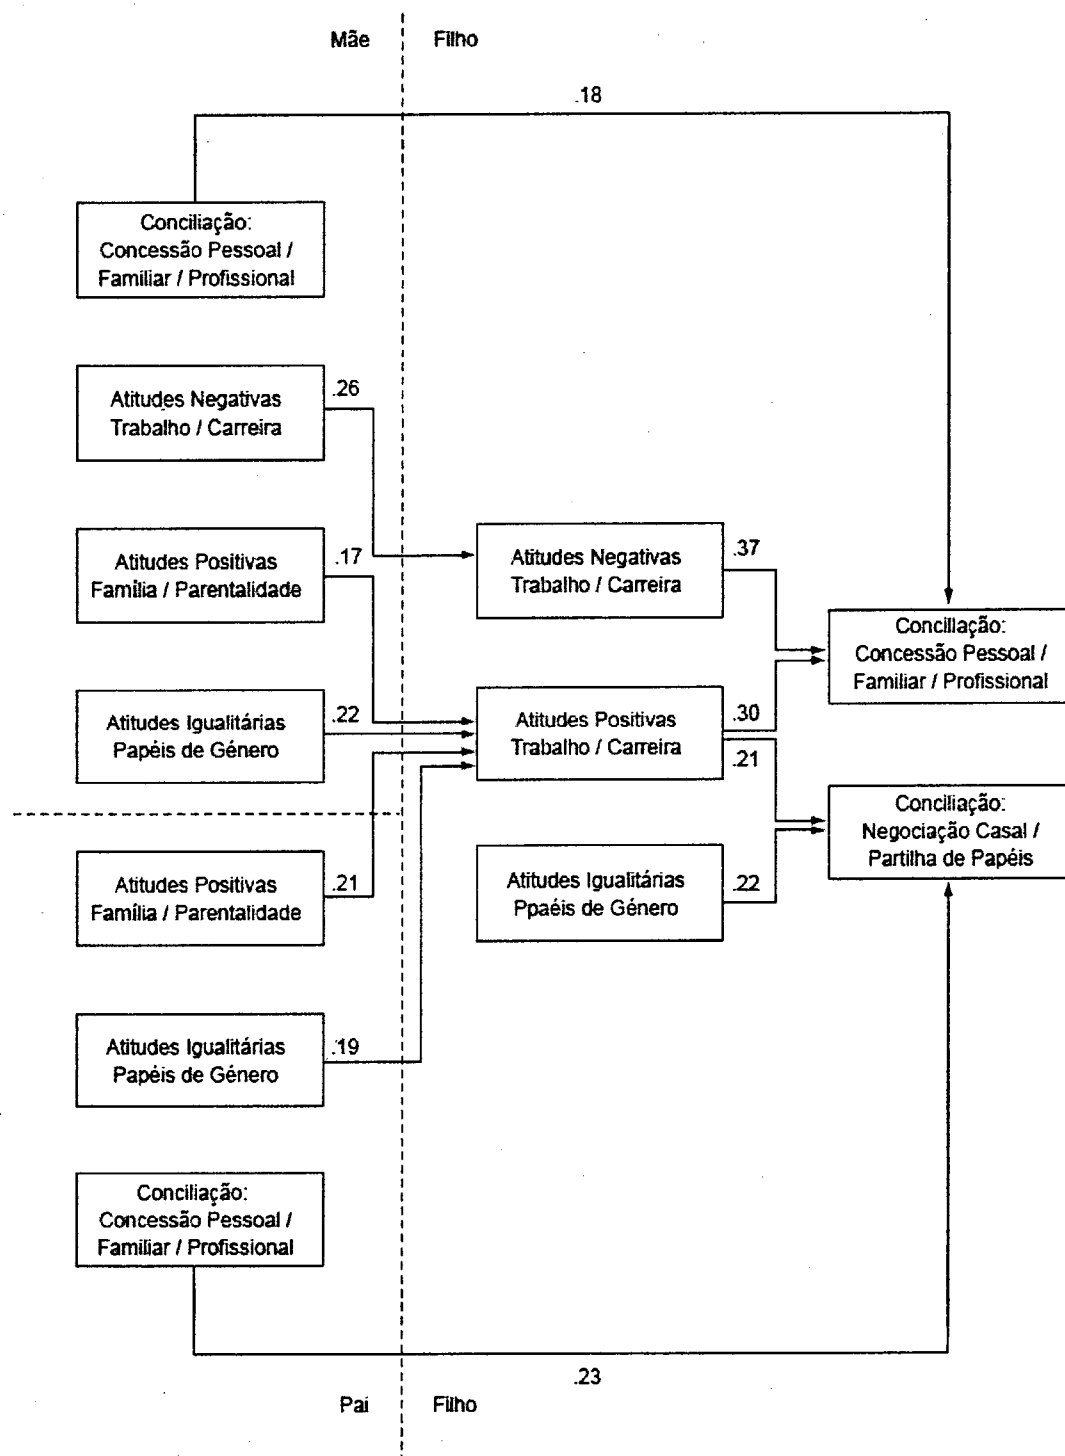 Mãe
Filho
.18
Conciliação:
Concessão Pessoal /
Familiar / Profissional
Atitudes Negativas
Trabalho / Carreira
.26
Atitudes Positivas
Família / Parentalidade
.17
Atitudes Igualitárias
Papéis de Género
.22
Atitudes Positivas
Família / Parentalidade
.21
Atitudes Igualitárias
Papéis de Género
.19
Conciliação:
Concessão Pessoal /
Familiar / Profissional
Atitudes Negativas
Trabalho / Carreira
.37
Atitudes Positivas
Trabalho / Carreira
.30
.21
Atitudes Igualitárias
Ppaéis de Género
.22
Conciliação:
Concessão Pessoal /
Familiar / Profissional
Conciliação:
Negociação Casal /
Partilha de Papéis
.23
Pai
Filho